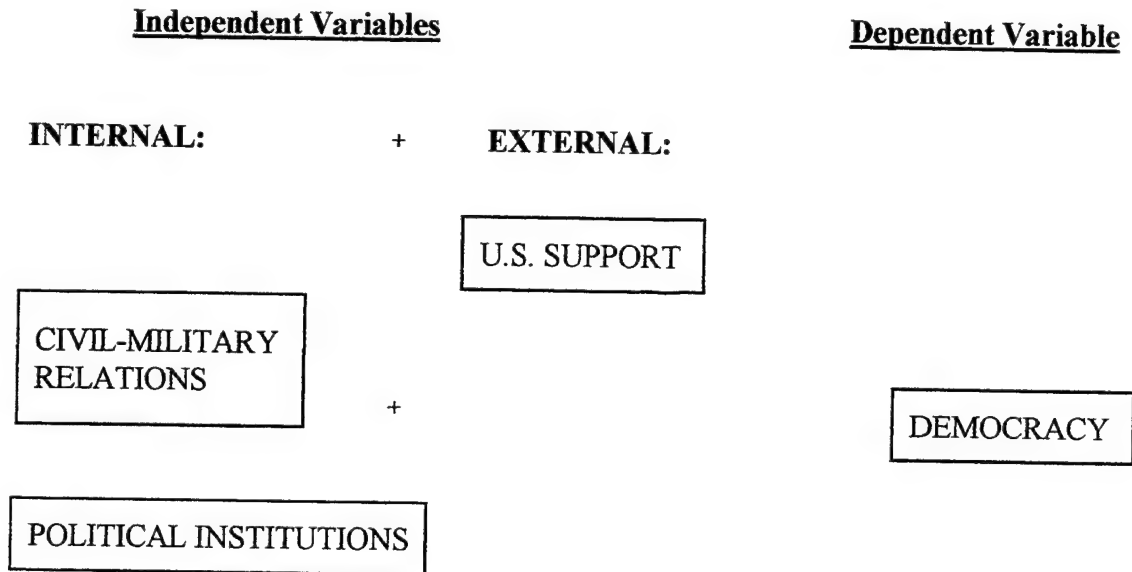 Independent Variables
Dependent Variable
INTERNAL:
+
EXTERNAL:
U.S. SUPPORT
CIVIL-MILITARY
RELATIONS
+
DEMOCRACY
POLITICAL INSTITUTIONS